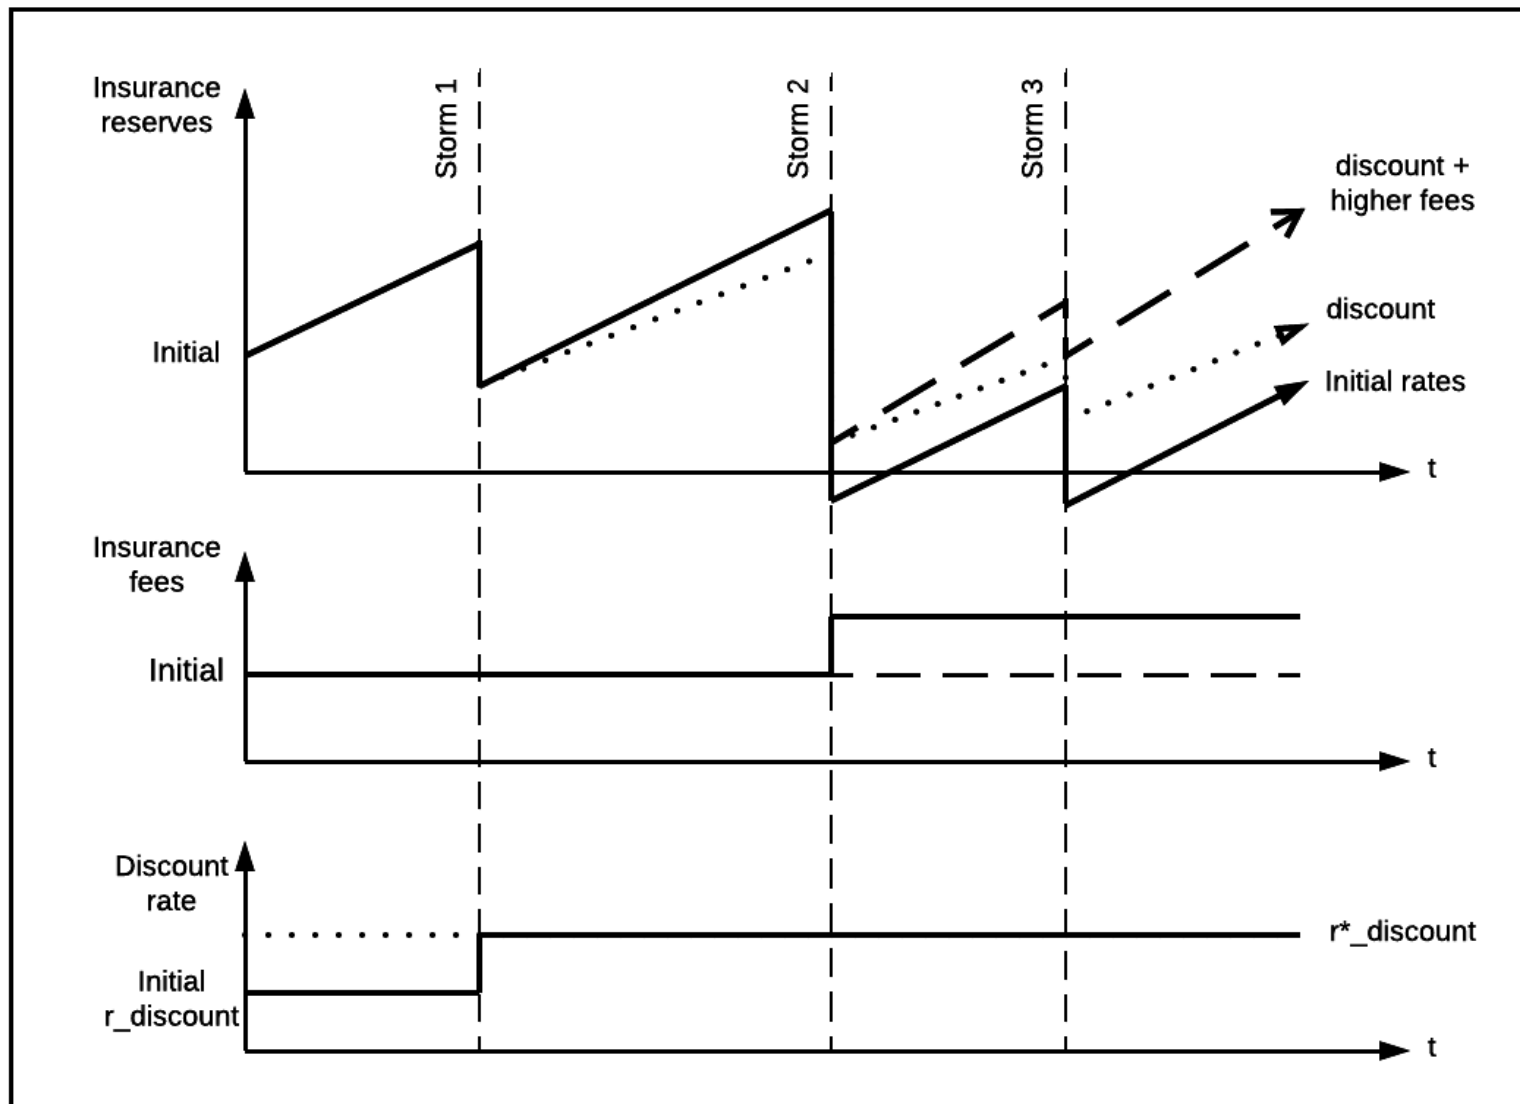 Insurance
reserves
Storm 1
Storm 2
Storm 3
discount +
higher fees
discount
Initial rates
Initial
t
Insurance
fees
Initial
t
Discount
rate
r*_discount
Initial
r_discount
t